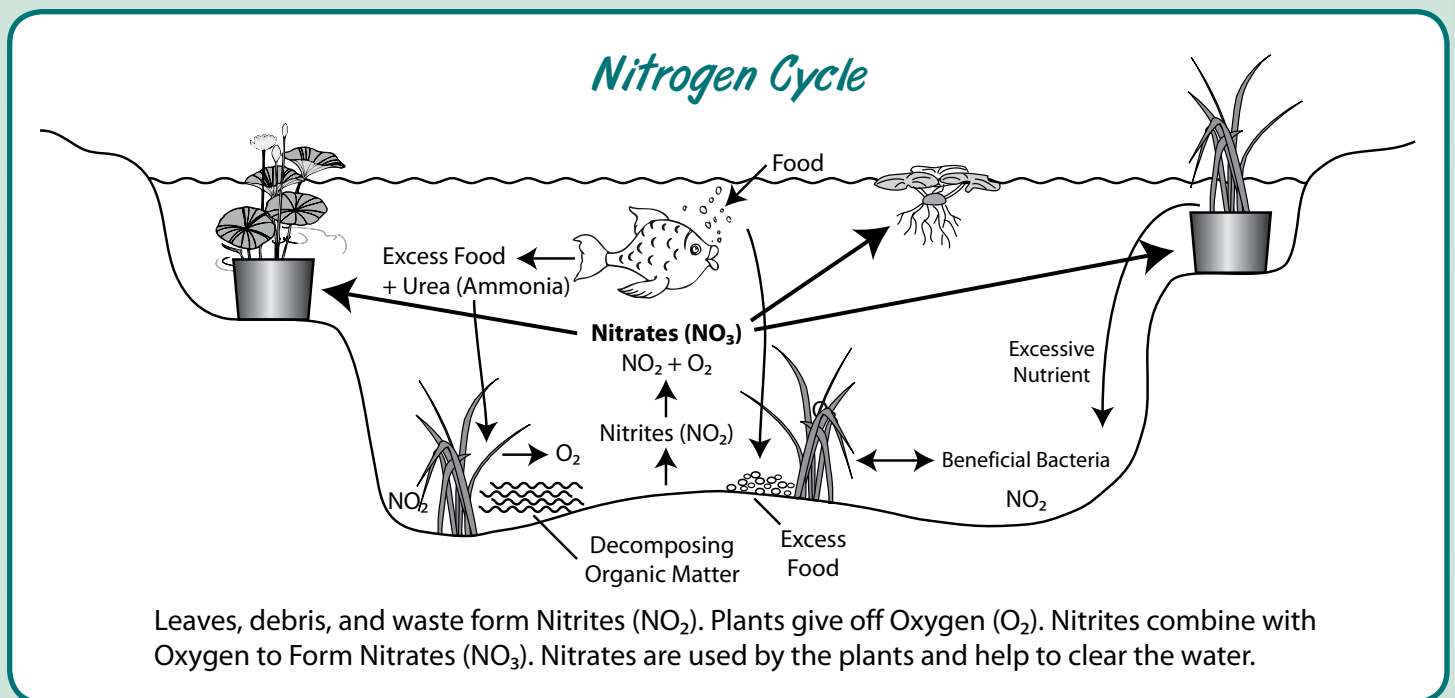 Nitrogen Cycle
Food
Excess Food
+ Urea (Ammonia)
Nitrates (NO₃)
NO₂ + O₂
Nitrites (NO₂)
O₂
NO₂
Excessive
Nutrient
O₂
Beneficial Bacteria
NO₂
Decomposing
Organic Matter
Excess
Food
Leaves, debris, and waste form Nitrites (NO₂). Plants give off Oxygen (O₂). Nitrites combine with
Oxygen to Form Nitrates (NO₃). Nitrates are used by the plants and help to clear the water.